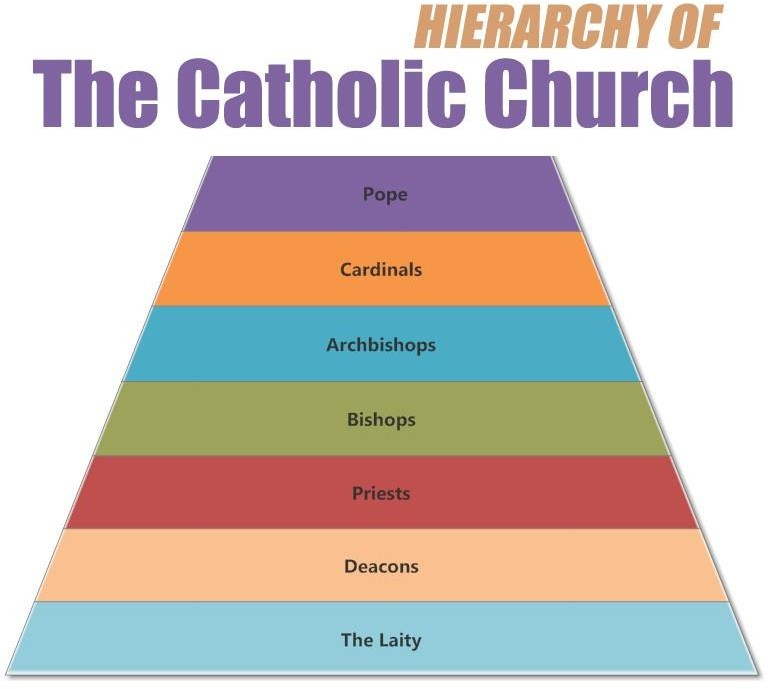 HIERARCHY OF
The Catholic Church
Pope
Cardinals
Archbishops
Bishops
Priests
Deacons
The Laity